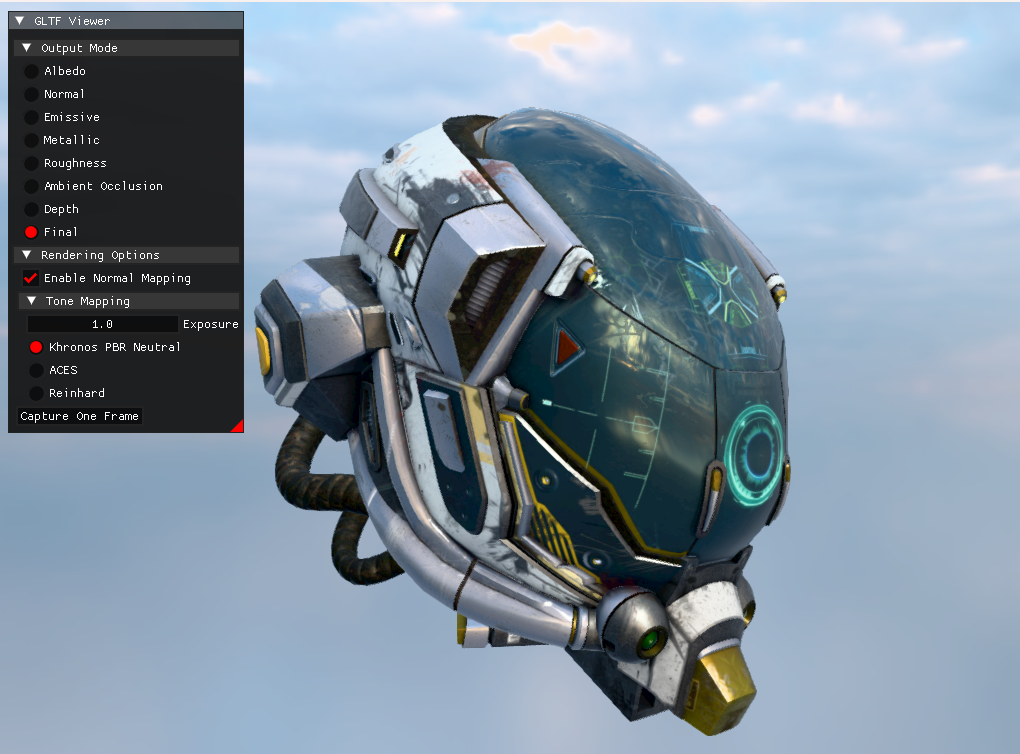 GLTF Viewer
Output Mode
Albedo
Normal
Emissive
Metallic
Roughness
Ambient Occlusion
Depth
Final
Rendering Options
Enable Normal Mapping
Tone Mapping
1.0 Exposure
Khronos PBR Neutral
ACES
Reinhard
Capture One Frame